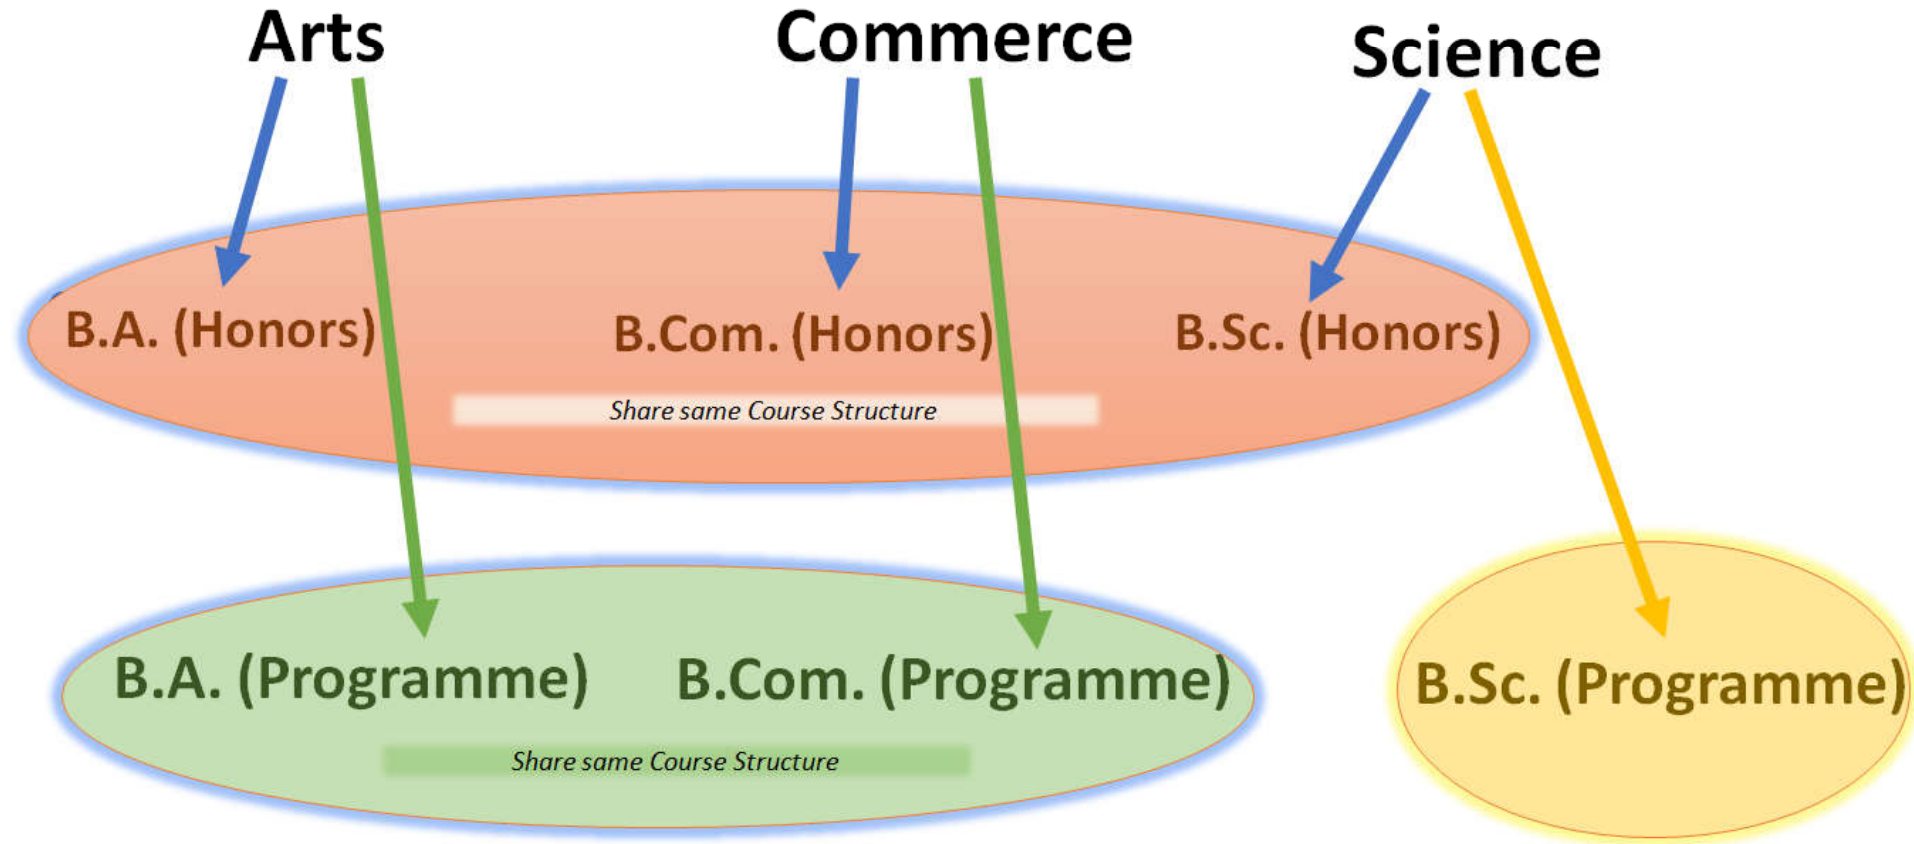 Arts
Commerce
Science
B.A. (Honors)
B.Com. (Honors)
B.Sc. (Honors)
Share same Course Structure
B.A. (Programme)
B.Com. (Programme)
B.Sc. (Programme)
Share same Course Structure